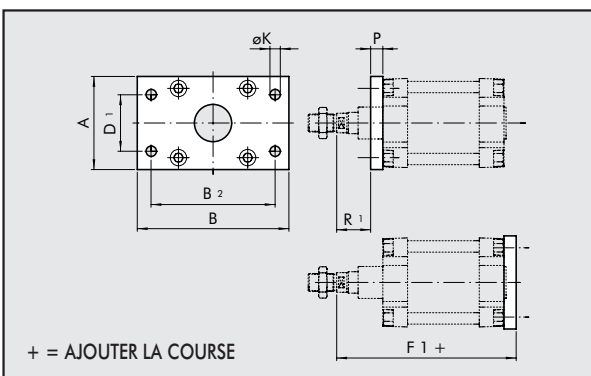 øK
P
A
D 1
B 2
B
R 1
F 1 +
+ = AJOUTER LA COURSE